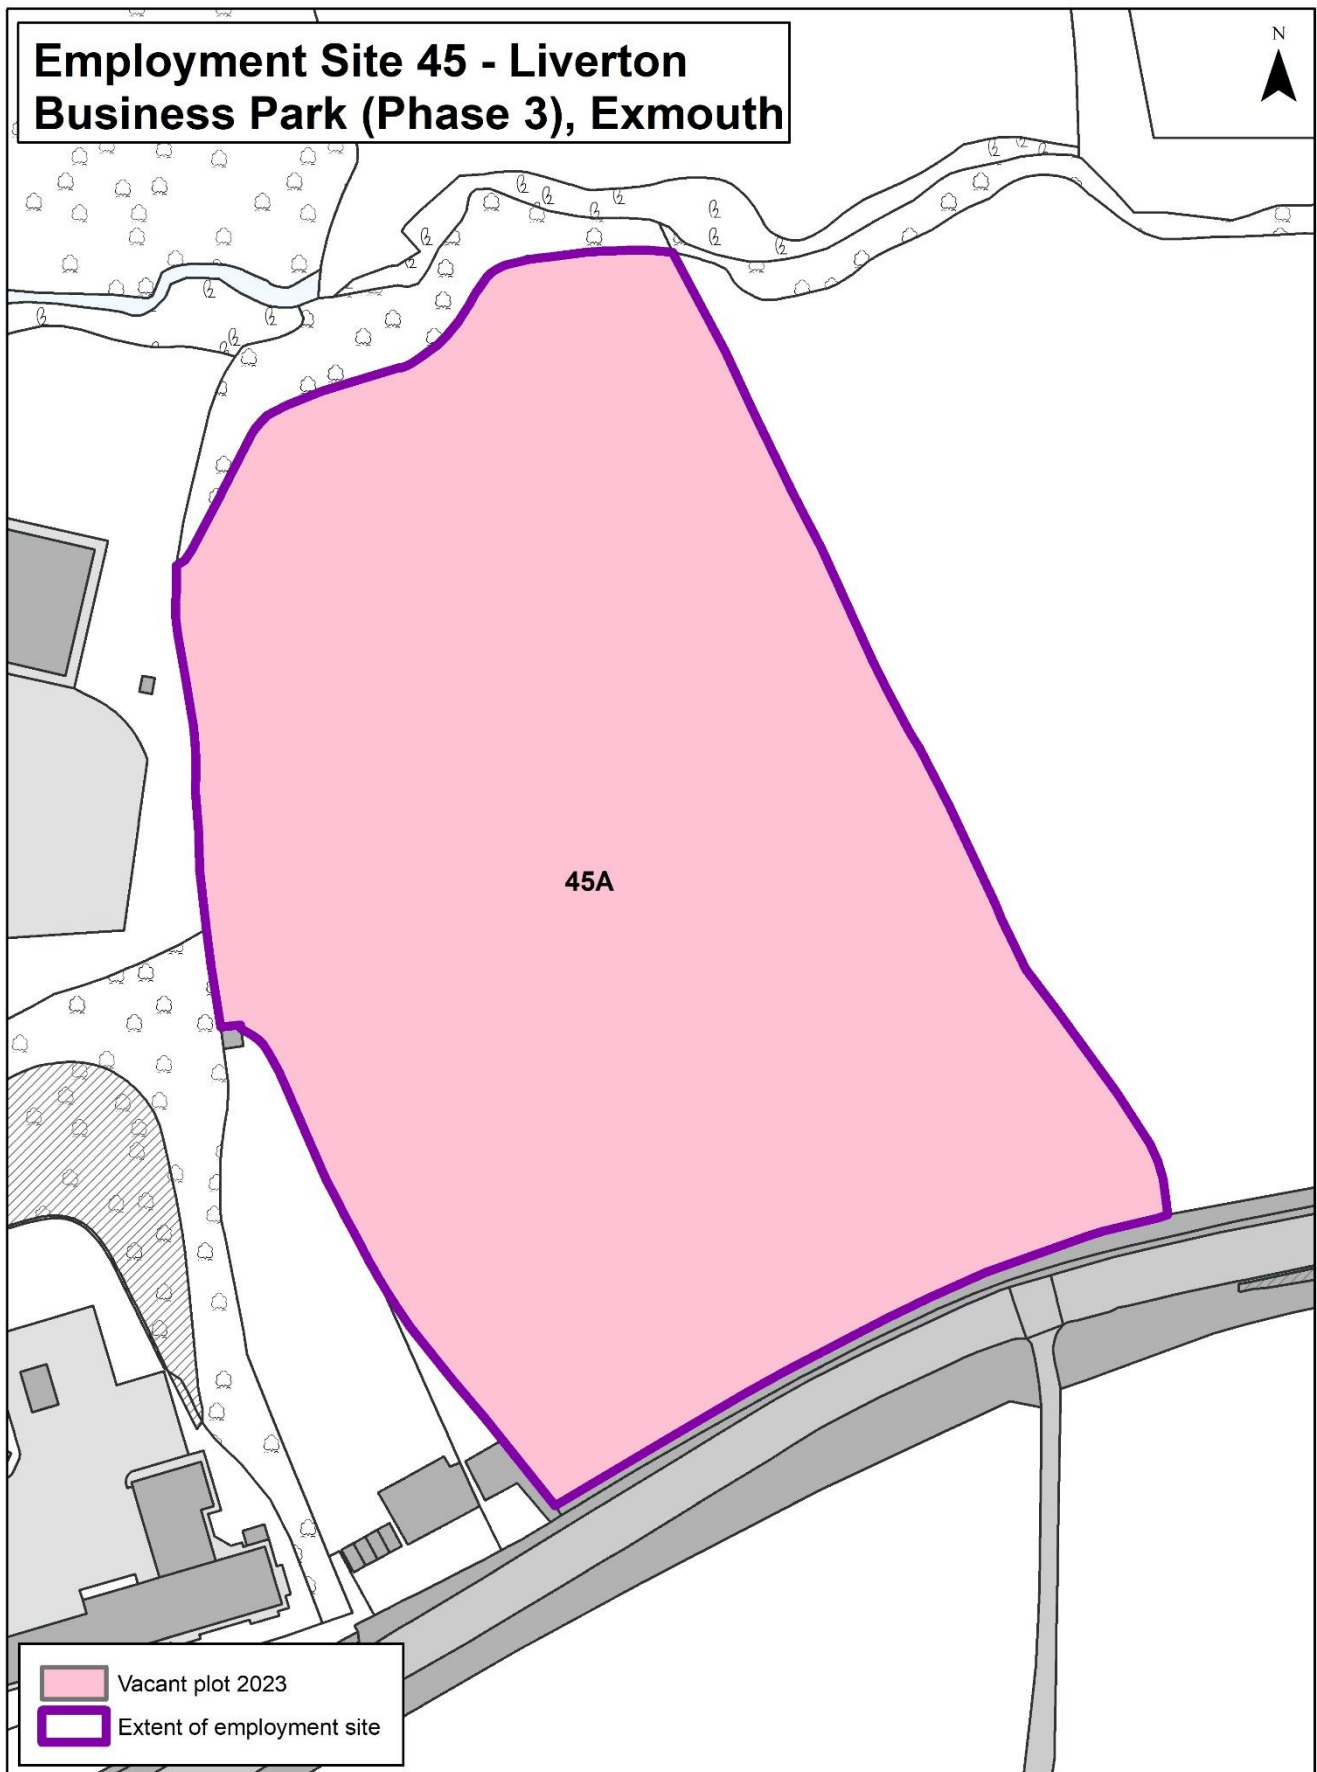 Employment Site 45 - Liverton
Business Park (Phase 3), Exmouth
N
45A
Vacant plot 2023
Extent of employment site